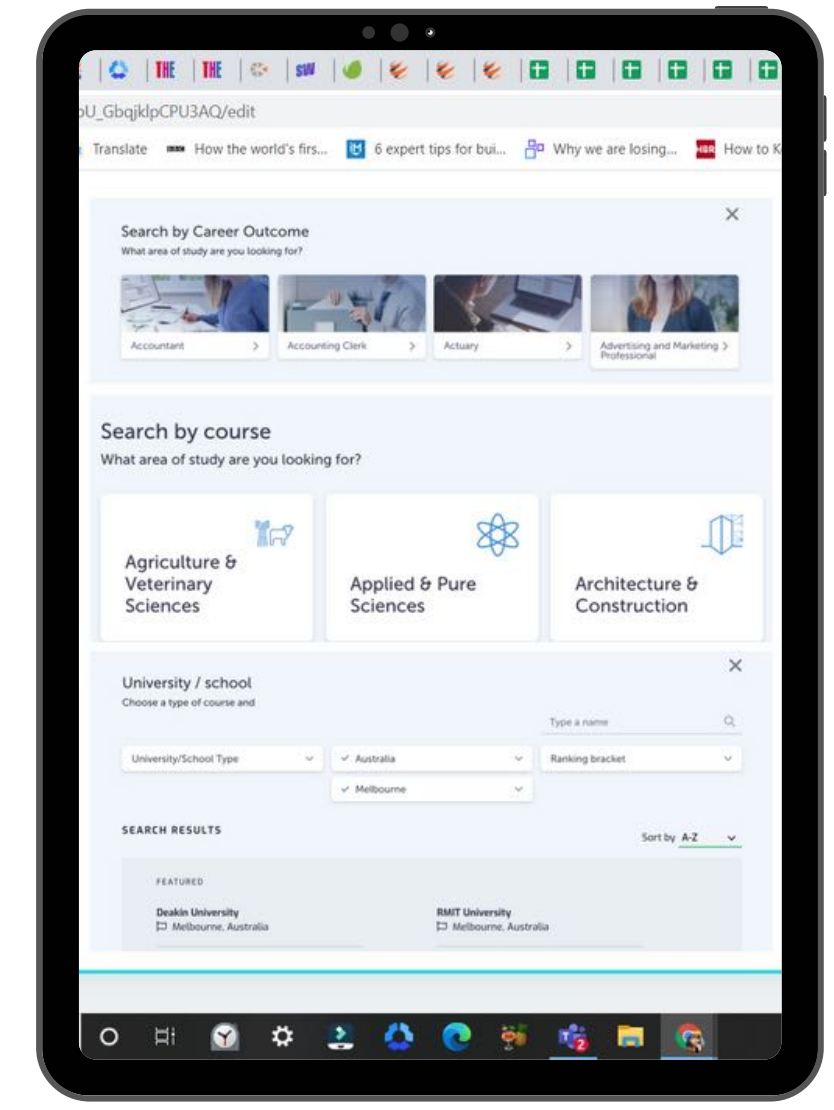 THE THE SW
pU_GbqjklpCPU3AQ/edit
Translate How the world's firs... 6 expert tips for bui... Why we are losing... HBR How to K
Search by Career Outcome
What area of study are you looking for?
Accountant Accounting Clerk Actuary Advertising and Marketing
Professional
Search by course
What area of study are you looking for?
Agriculture &
Veterinary
Sciences
Applied & Pure
Sciences
Architecture &
Construction
University / school
Choose a type of course and
Type a name
University/School Type Australia Ranking bracket
Melbourne
SEARCH RESULTS
Sort by A-Z
FEATURED
Deakin University RMIT University
Melbourne, Australia Melbourne, Australia
2